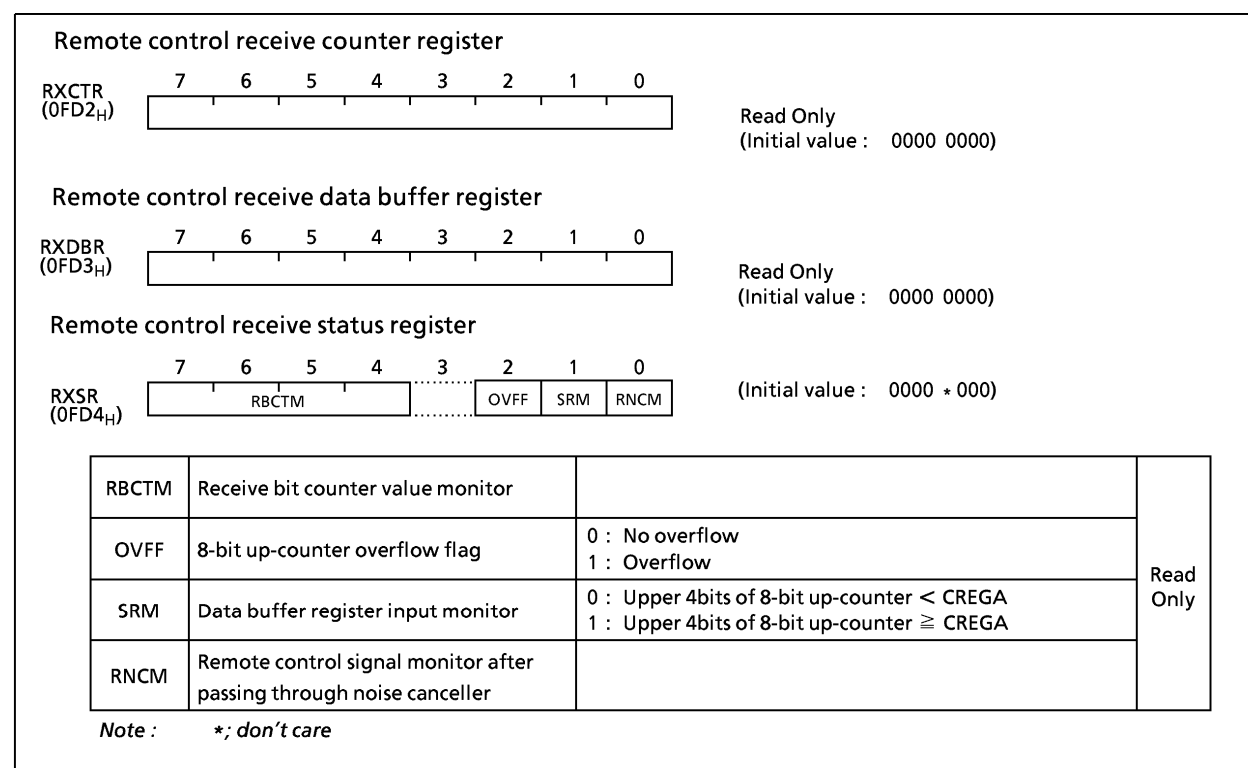 Remote control receive counter register
7 6 5 4 3 2 1 0
RXCTR
(0FD2H)
Read Only
(Initial value : 0000 0000)
Remote control receive data buffer register
7 6 5 4 3 2 1 0
RXDBR
(0FD3H)
Read Only
(Initial value : 0000 0000)
Remote control receive status register
7 6 5 4 3 2 1 0
RXSR
(0FD4H)
RBCTM OVFF SRM RNCM
(Initial value : 0000 * 000)
RBCTM Receive bit counter value monitor
OVFF 8-bit up-counter overflow flag
0 : No overflow
1 : Overflow
SRM Data buffer register input monitor
0 : Upper 4bits of 8-bit up-counter < CREGA
1 : Upper 4bits of 8-bit up-counter ≧ CREGA
RNCM Remote control signal monitor after
passing through noise canceller
Read
Only
Note : *; don't care